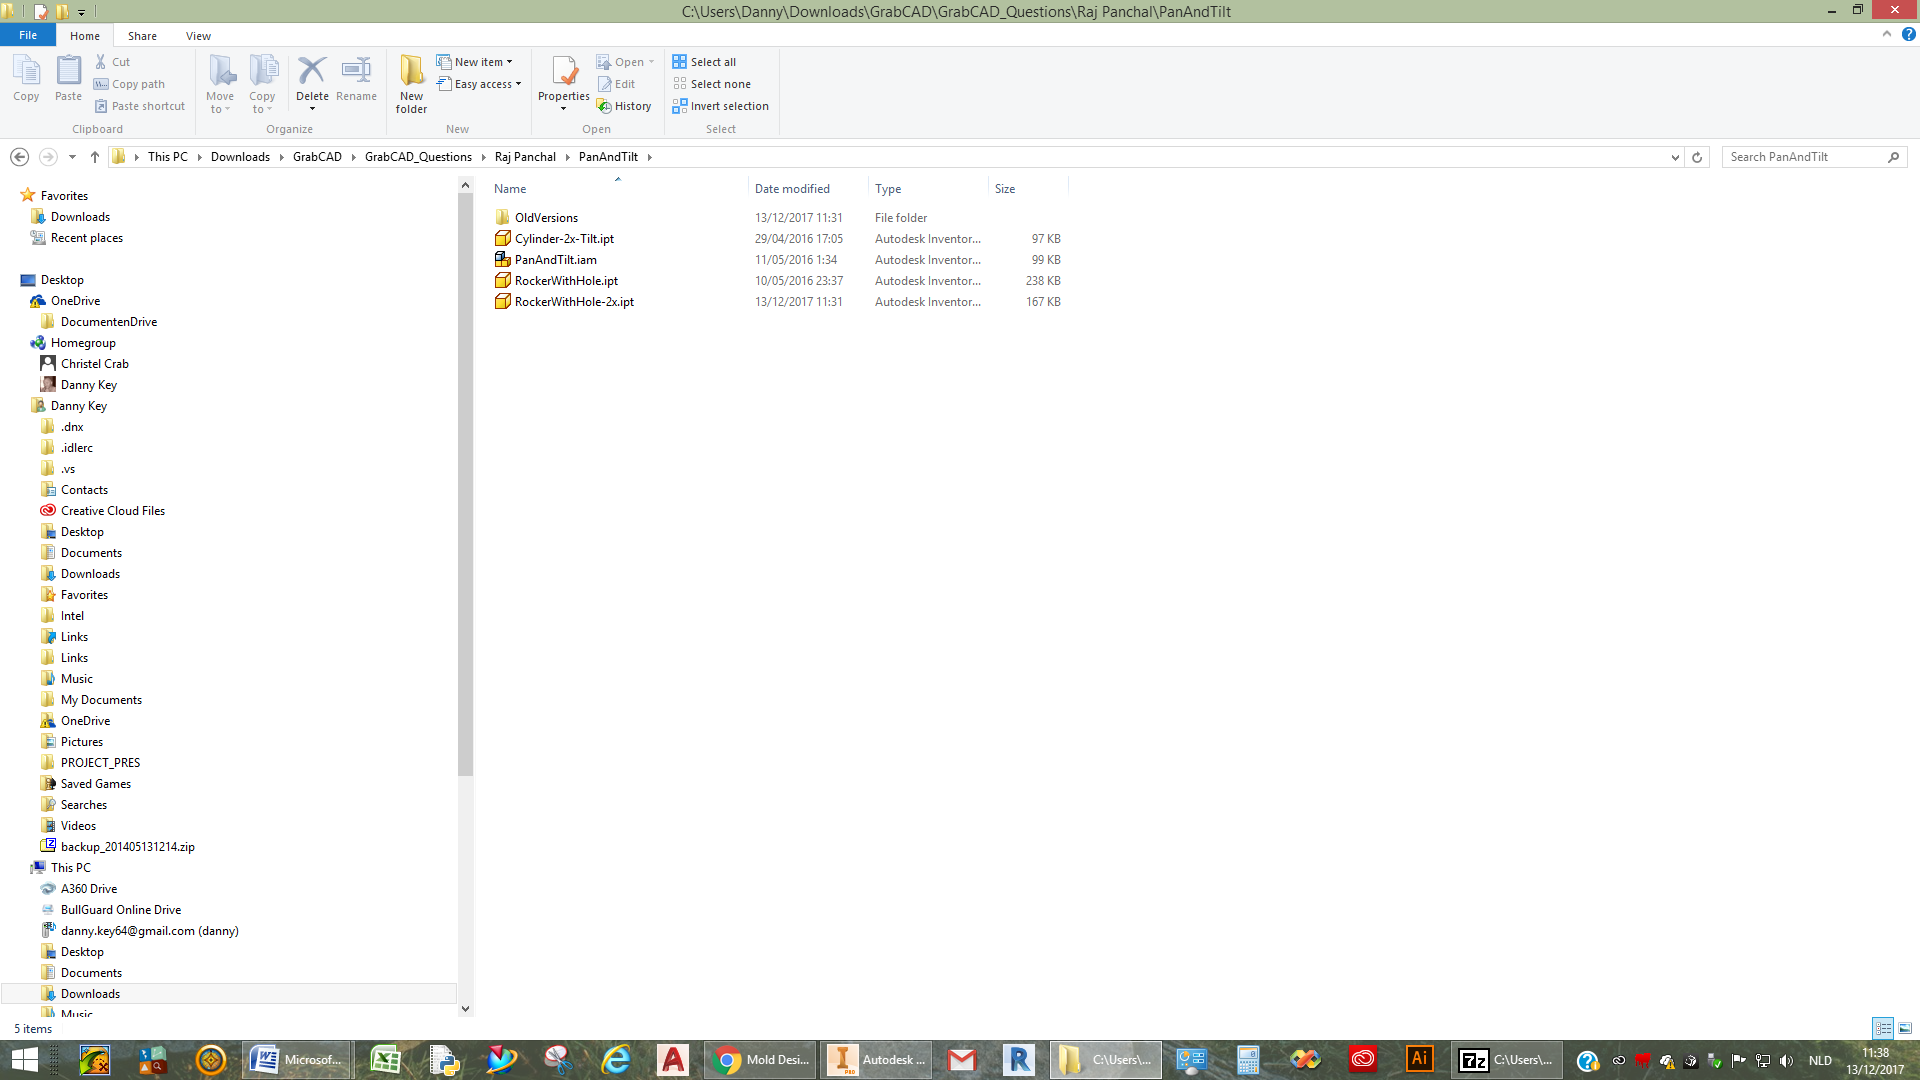 C:\Users\Danny\Downloads\GrabCAD\GrabCAD_Questions\Raj Panchal\PanAndTilt
File Home Share View
Copy
Paste
Cut
Copy path
Paste shortcut
Clipboard
Move to
Copy to
Delete
Rename
Organize
New folder
New item
Easy access
New
Properties
Open
Edit
History
Open
Select all
Select none
Invert selection
Select
This PC Downloads GrabCAD GrabCAD_Questions Raj Panchal PanAndTilt
Search PanAndTilt
Favorites
Downloads
Recent places
Desktop
OneDrive
DocumentenDrive
Homegroup
Christel Crab
Danny Key
Danny Key
.dnx
.idlerc
.vs
Contacts
Creative Cloud Files
Desktop
Documents
Downloads
Favorites
Intel
Links
Links
Music
My Documents
OneDrive
Pictures
PROJECT_PRES
Saved Games
Searches
Videos
backup_201405131214.zip
This PC
A360 Drive
BullGuard Online Drive
danny.key64@gmail.com (danny)
Desktop
Documents
Downloads
Music
Name Date modified Type Size
OldVersions 13/12/2017 11:31 File folder
Cylinder-2x-Tilt.ipt 29/04/2016 17:05 Autodesk Inventor... 97 KB
PanAndTilt.iam 11/05/2016 1:34 Autodesk Inventor... 99 KB
RockerWithHole.ipt 10/05/2016 23:37 Autodesk Inventor... 238 KB
RockerWithHole-2x.ipt 13/12/2017 11:31 Autodesk Inventor... 167 KB
5 items
Microsof...
Mold Desi...
Autodesk ...
C:\Users\...
Ai
7z
C:\Users\...
NLD
11:38
13/12/2017